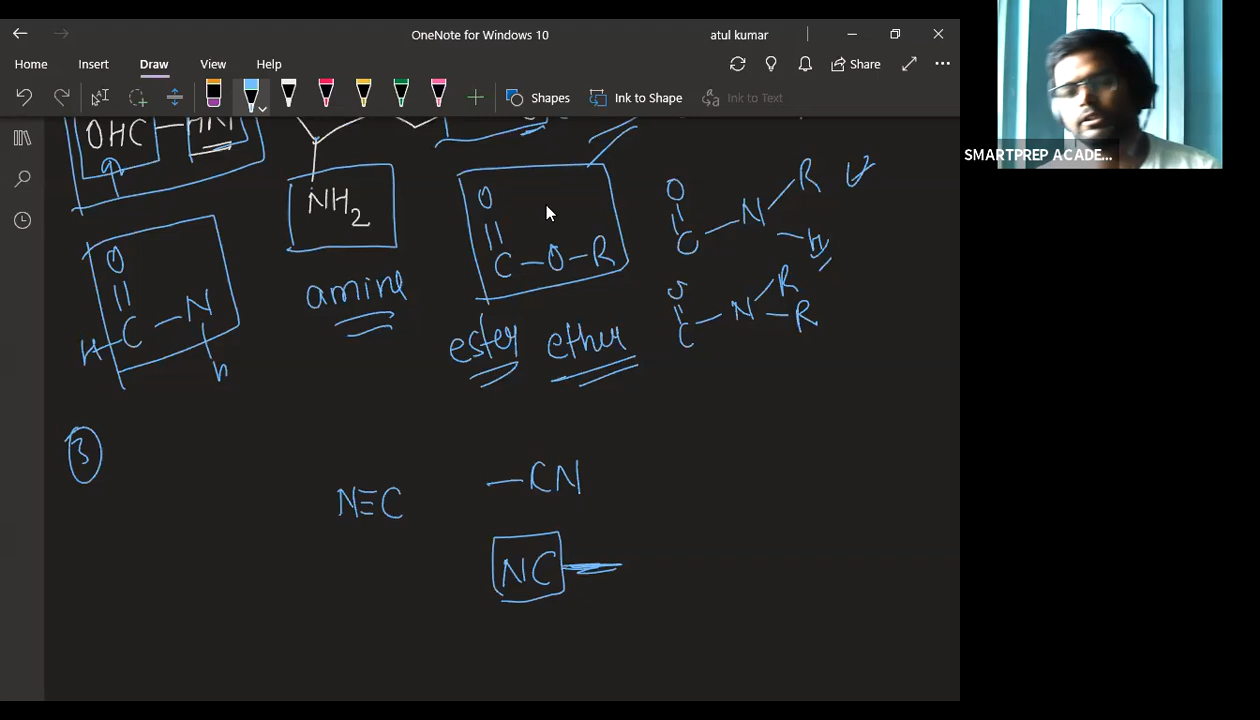 OneNote for Windows 10
atul kumar
Home Insert Draw View Help
Share
Shapes
Ink to Shape
Ink to Text
SMARTPREP ACADE...
OHC
NH2
amine
O
C — N
H
h
O
C — O — R
ester ether
O
C — N
R
H
C — N
R
R
3
N≡C
—CN
NC—